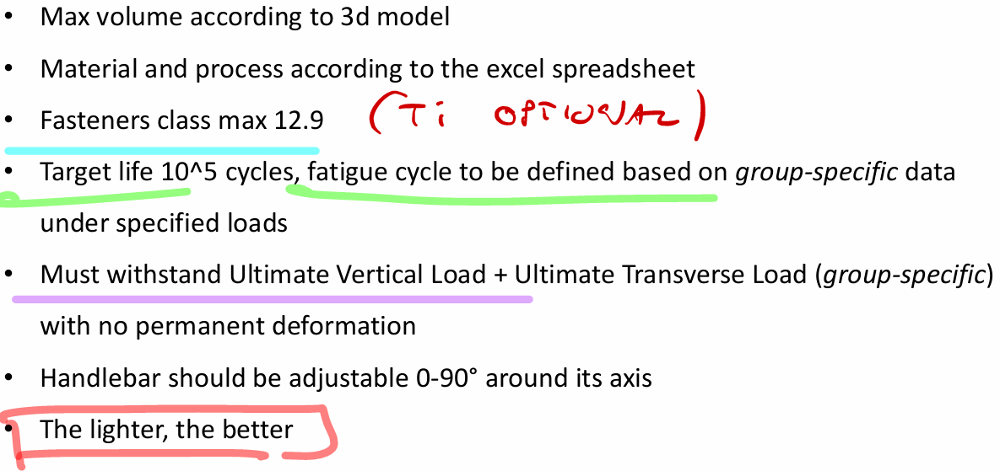 • Max volume according to 3d model
• Material and process according to the excel spreadsheet
• Fasteners class max 12.9 (Ti OPTIONAL)
• Target life 10^5 cycles, fatigue cycle to be defined based on group-specific data
under specified loads
• Must withstand Ultimate Vertical Load + Ultimate Transverse Load (group-specific)
with no permanent deformation
• Handlebar should be adjustable 0-90° around its axis
• The lighter, the better